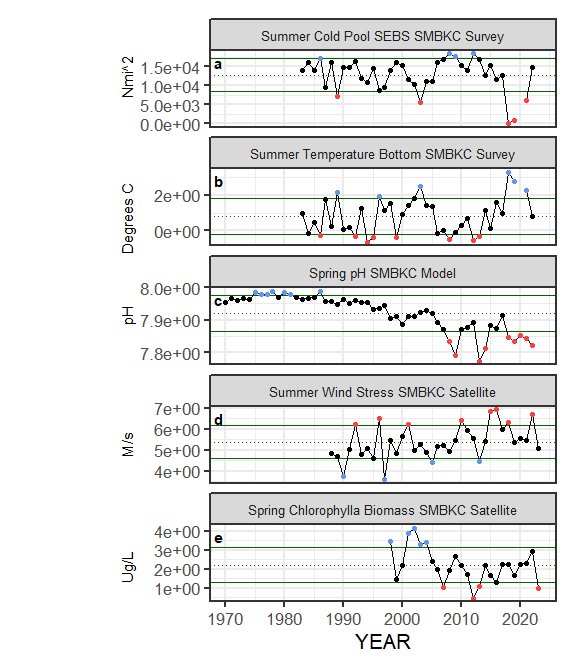 Summer Cold Pool SEBS SMBKC Survey
a
Nmi^2
1.5e+04
1.0e+04
5.0e+03
0.0e+00
Summer Temperature Bottom SMBKC Survey
b
Degrees C
2e+00
0e+00
Spring pH SMBKC Model
c
pH
8.0e+00
7.9e+00
7.8e+00
Summer Wind Stress SMBKC Satellite
d
M/s
7e+00
6e+00
5e+00
4e+00
Spring Chlorophylla Biomass SMBKC Satellite
e
Ug/L
4e+00
3e+00
2e+00
1e+00
1970 1980 1990 2000 2010 2020
YEAR